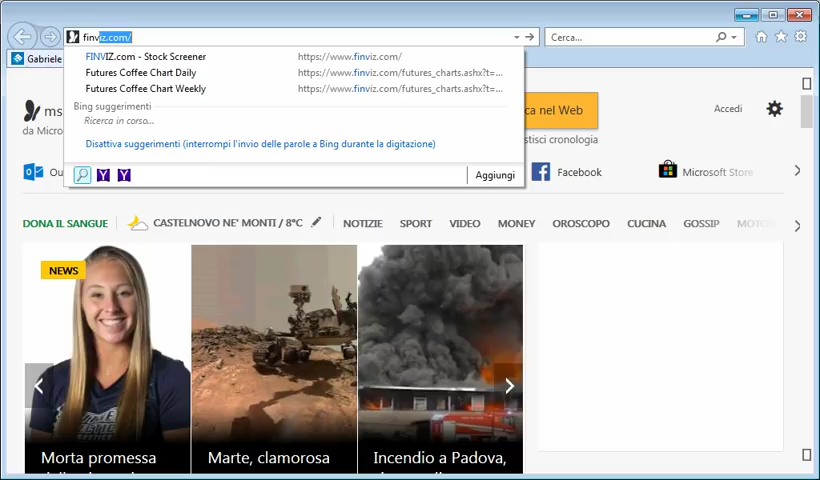 finviz.com/
Cerca...
Gabriele
FINVIZ.com - Stock Screener https://www.finviz.com/
Futures Coffee Chart Daily https://www.finviz.com/futures_charts.ashx?t=...
Futures Coffee Chart Weekly https://www.finviz.com/futures_charts.ashx?t=...
Bing suggerimenti
Ricerca in corso...
Disattiva suggerimenti (interrompi l'invio delle parole a Bing durante la digitazione)
Aggiungi
ms
da Micro
ca nel Web
Accedi
stisci cronologia
Ou
Facebook
Microsoft Store
DONA IL SANGUE
CASTELNOVO NE' MONTI / 8°C
NOTIZIE SPORT VIDEO MONEY OROSCOPO CUCINA GOSSIP MOTO
NEWS
Morta promessa
Marte, clamorosa
Incendio a Padova,